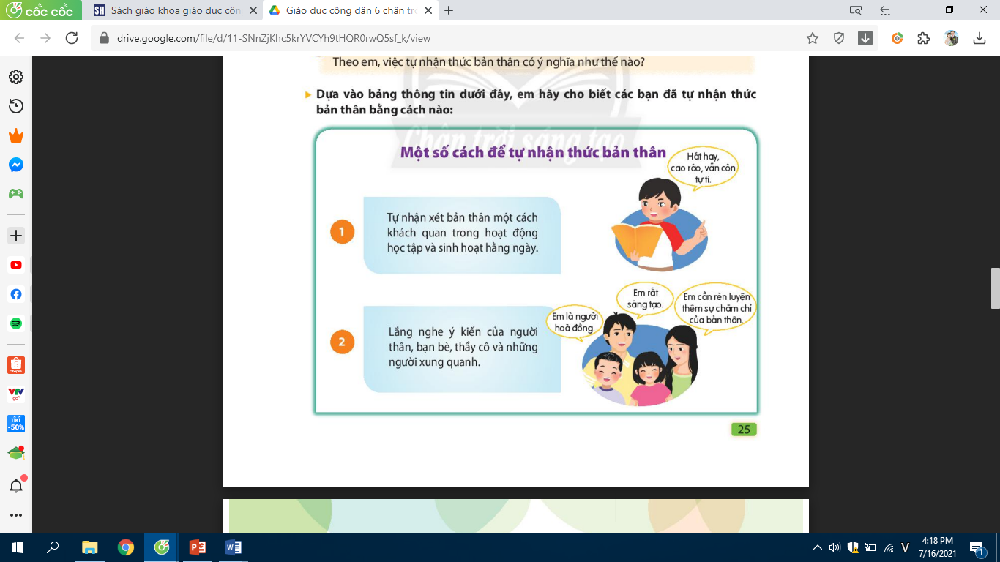 cốc cốc
SH
Sách giáo khoa giáo dục côn
Giáo dục công dân 6 chân trờ
drive.google.com/file/d/11-SNnZjKhc5krYVCYh9tHQR0rwQ5sf_k/view
Theo em, việc tự nhận thức bản thân có ý nghĩa như thế nào?
Dựa vào bảng thông tin dưới đây, em hãy cho biết các bạn đã tự nhận thức
bản thân bằng cách nào:
Chân trời sáng tạo
Một số cách để tự nhận thức bản thân
Hát hay,
cao ráo, vẫn còn
tự ti.
1
Tự nhận xét bản thân một cách
khách quan trong hoạt động
học tập và sinh hoạt hằng ngày.
Em rất
sáng tạo.
Em cần rèn luyện
thêm sự chăm chỉ
của bản thân.
Em là người
hoà đồng.
2
Lắng nghe ý kiến của người
thân, bạn bè, thầy cô và những
người xung quanh.
25
Shopee
VTV
go
TIKI
-50%
V
4:18 PM
7/16/2021
1